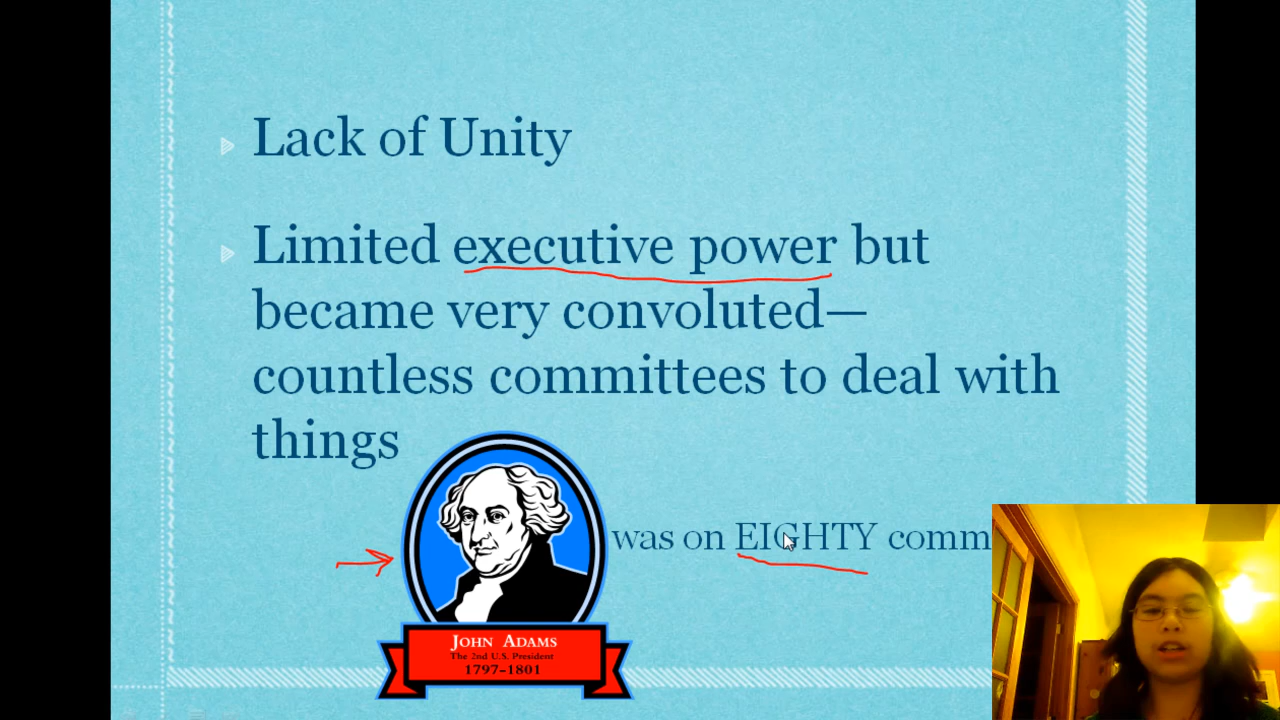 Lack of Unity
Limited executive power but
became very convoluted—
countless committees to deal with
things
was on EIGHTY comm
JOHN ADAMS
The 2nd U.S. President
1797-1801